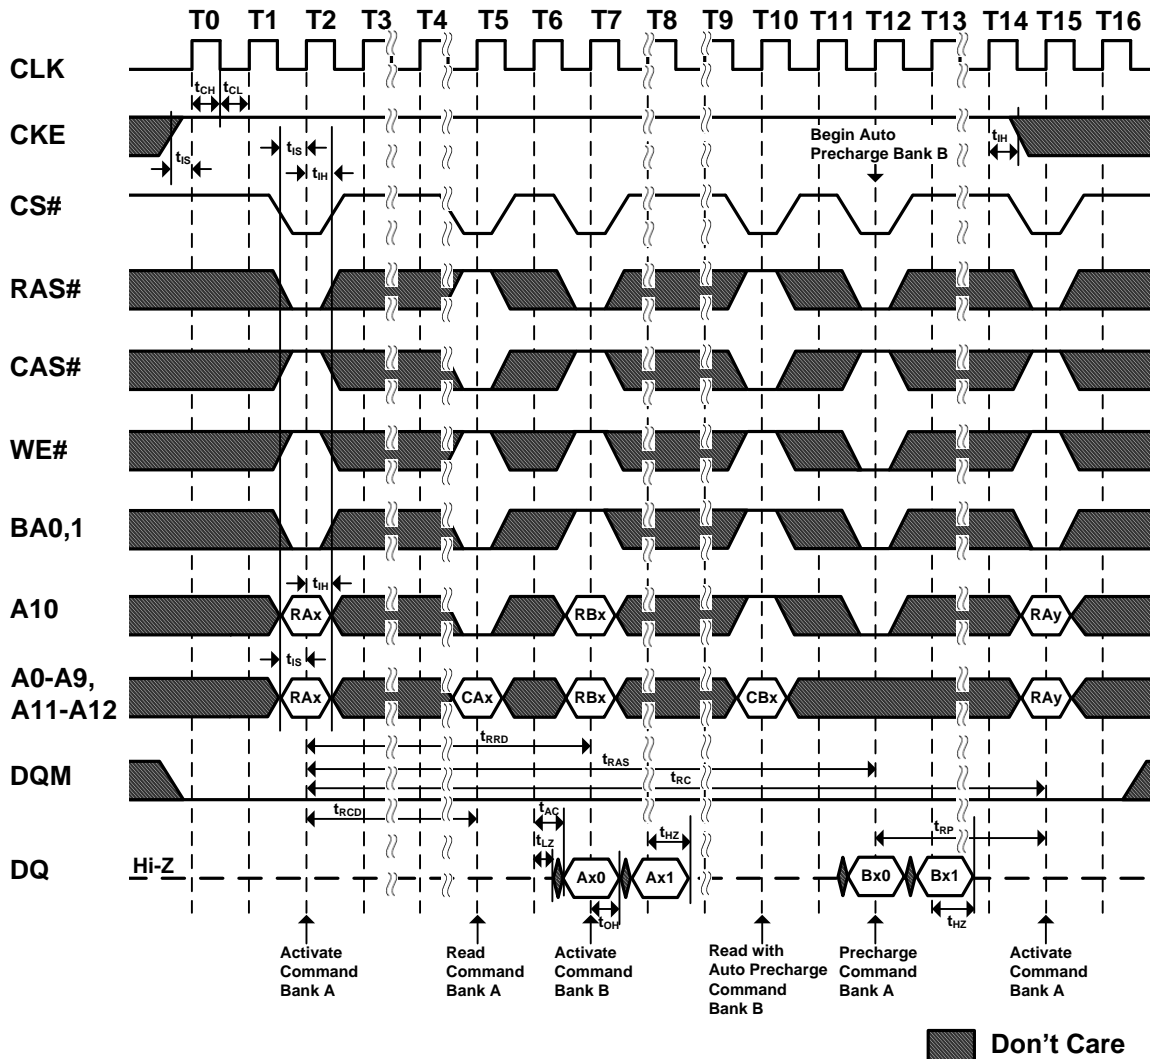 T0 T1 T2 T3 T4 T5 T6 T7 T8 T9 T10 T11 T12 T13 T14 T15 T16
CLK
tCH tCL
CKE
Begin Auto
Precharge Bank B
tIS
tIS
tIH
tIH
CS#
RAS#
CAS#
WE#
BA0,1
tIH
A10
RAx
RBx
RAy
tIS
A0-A9,
A11-A12
RAx
CAx
RBx
CBx
RAy
tRRD
tRAS
tRC
DQM
tRCD
tAC
tLZ
tHZ
tRP
DQ
Hi-Z
Ax0
Ax1
Bx0
Bx1
tOH
tHZ
Activate
Command
Bank A
Read
Command
Bank A
Activate
Command
Bank B
Read with
Auto Precharge
Command
Bank B
Precharge
Command
Bank A
Activate
Command
Bank A
Don't Care